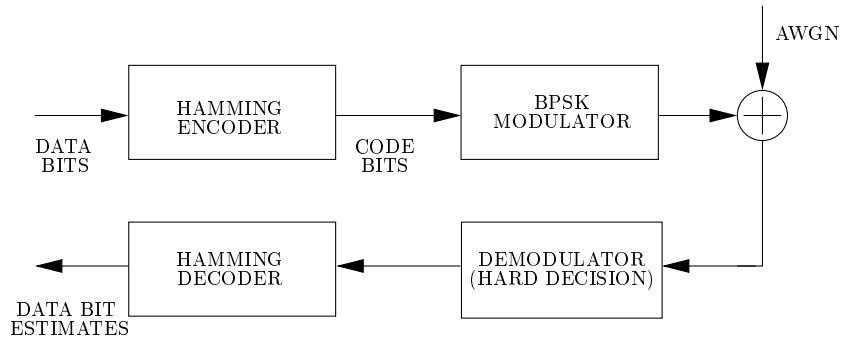 AWGN
HAMMING
ENCODER
BPSK
MODULATOR
DATA
BITS
CODE
BITS
HAMMING
DECODER
DEMODULATOR
(HARD DECISION)
DATA BIT
ESTIMATES